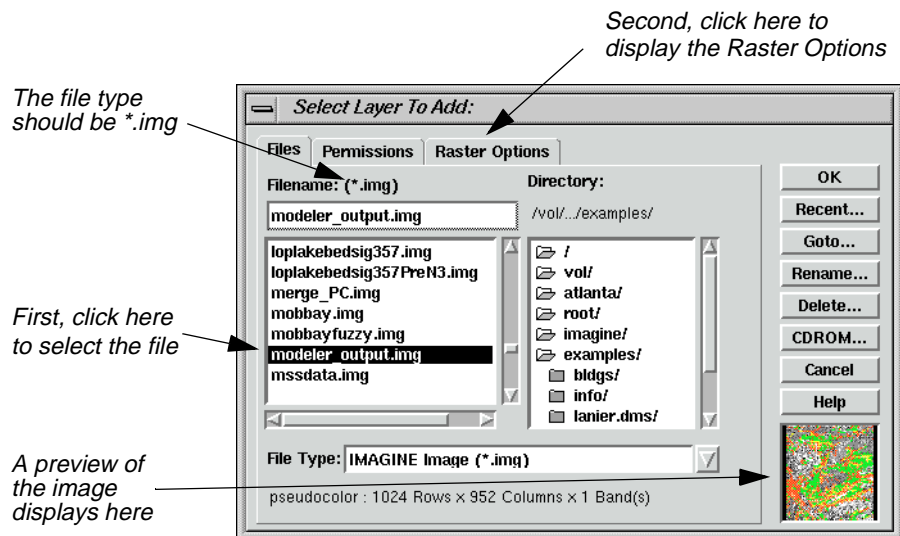 Second, click here to
display the Raster Options
The file type
should be *.img
Select Layer To Add:
Files
Permissions
Raster Options
Filename: (*.img)
Directory:
modeler_output.img
/vol/.../examples/
loplakebedsig357.img
loplakebedsig357PreN3.img
merge_PC.img
mobbay.img
mobbayfuzzy.img
modeler_output.img
mssdata.img
/
vol/
atlanta/
root/
imagine/
examples/
bldgs/
info/
lanier.dms/
OK
Recent...
Goto...
Rename...
Delete...
CDROM...
Cancel
Help
First, click here
to select the file
File Type: IMAGINE Image (*.img)
pseudocolor : 1024 Rows x 952 Columns x 1 Band(s)
A preview of
the image
displays here